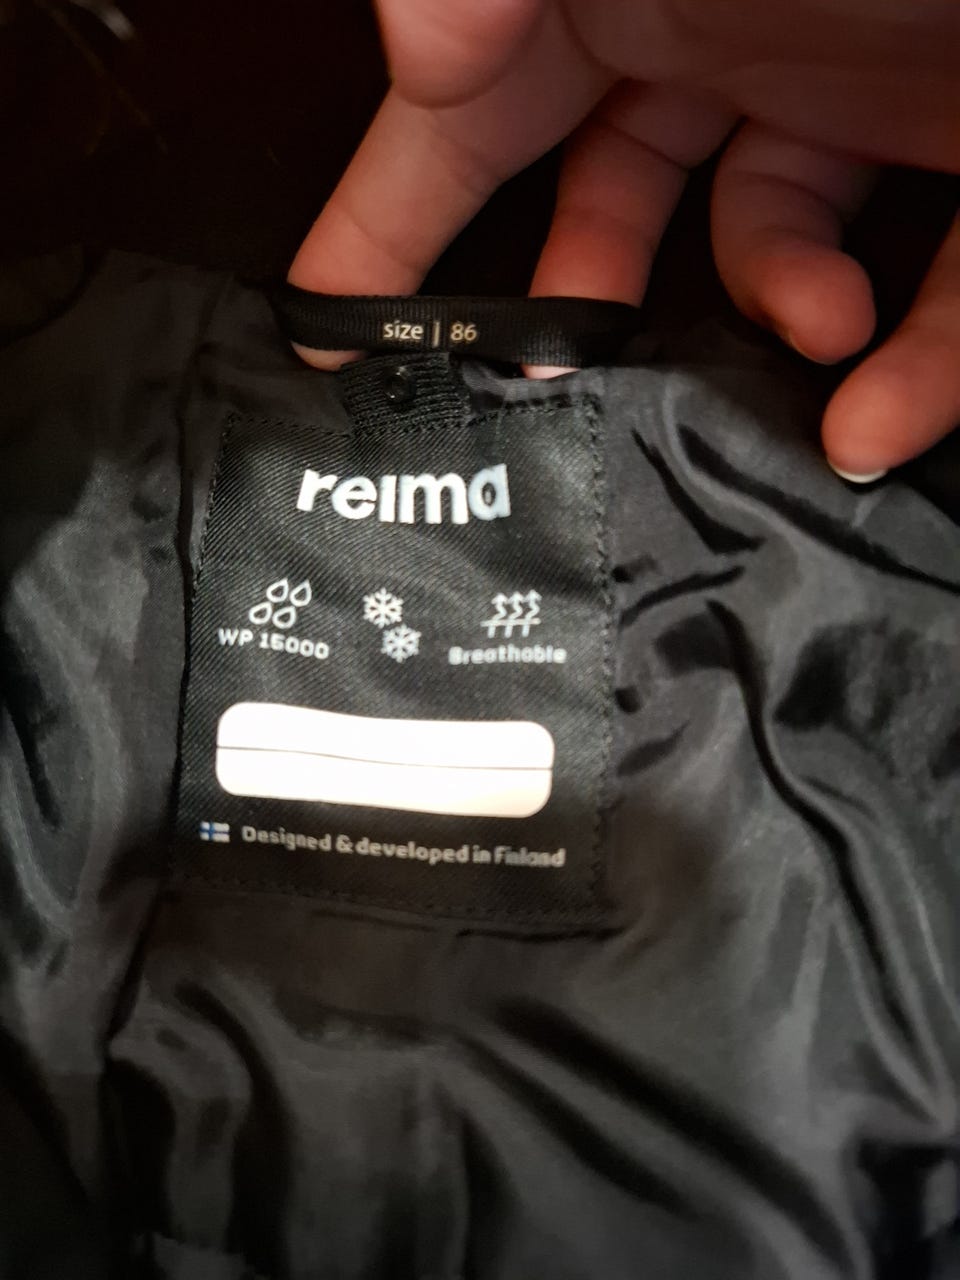 size | 86
reima
WP 15000
Breathable
Designed & developed in Finland